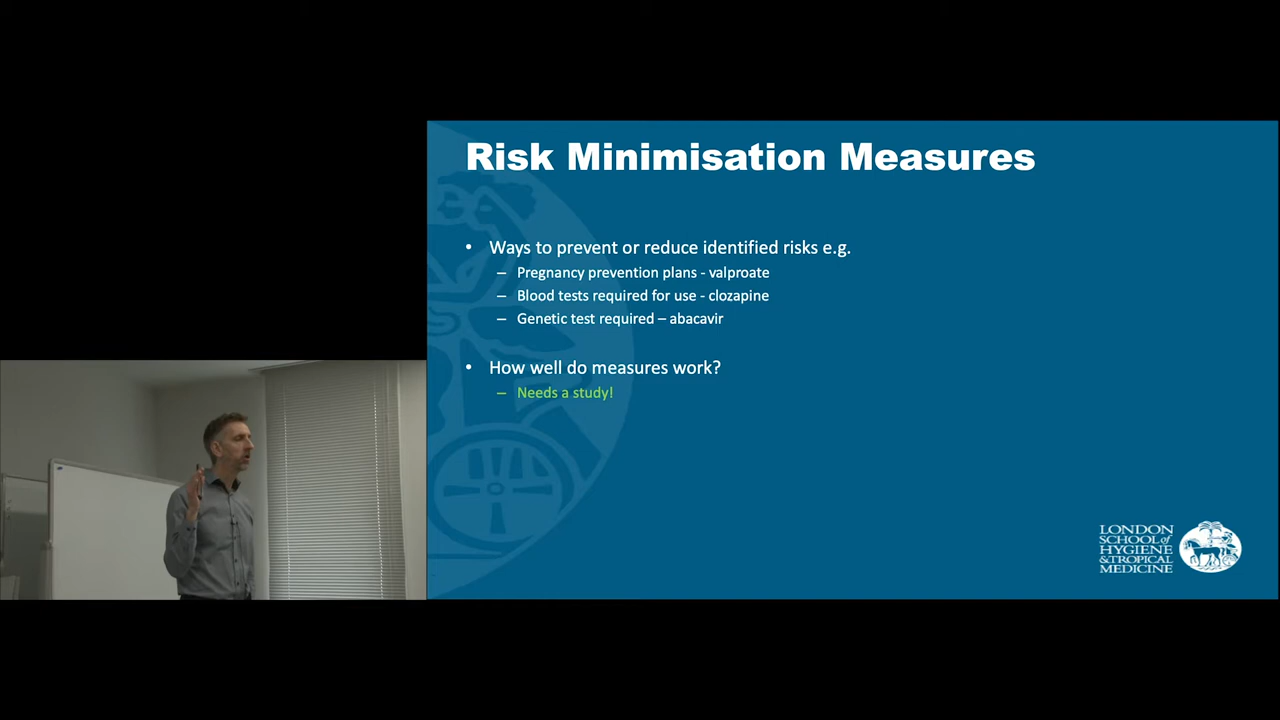 Risk Minimisation Measures
• Ways to prevent or reduce identified risks e.g.
– Pregnancy prevention plans - valproate
– Blood tests required for use - clozapine
– Genetic test required – abacavir
• How well do measures work?
– Needs a study!
LONDON
SCHOOL of
HYGIENE
& TROPICAL
MEDICINE